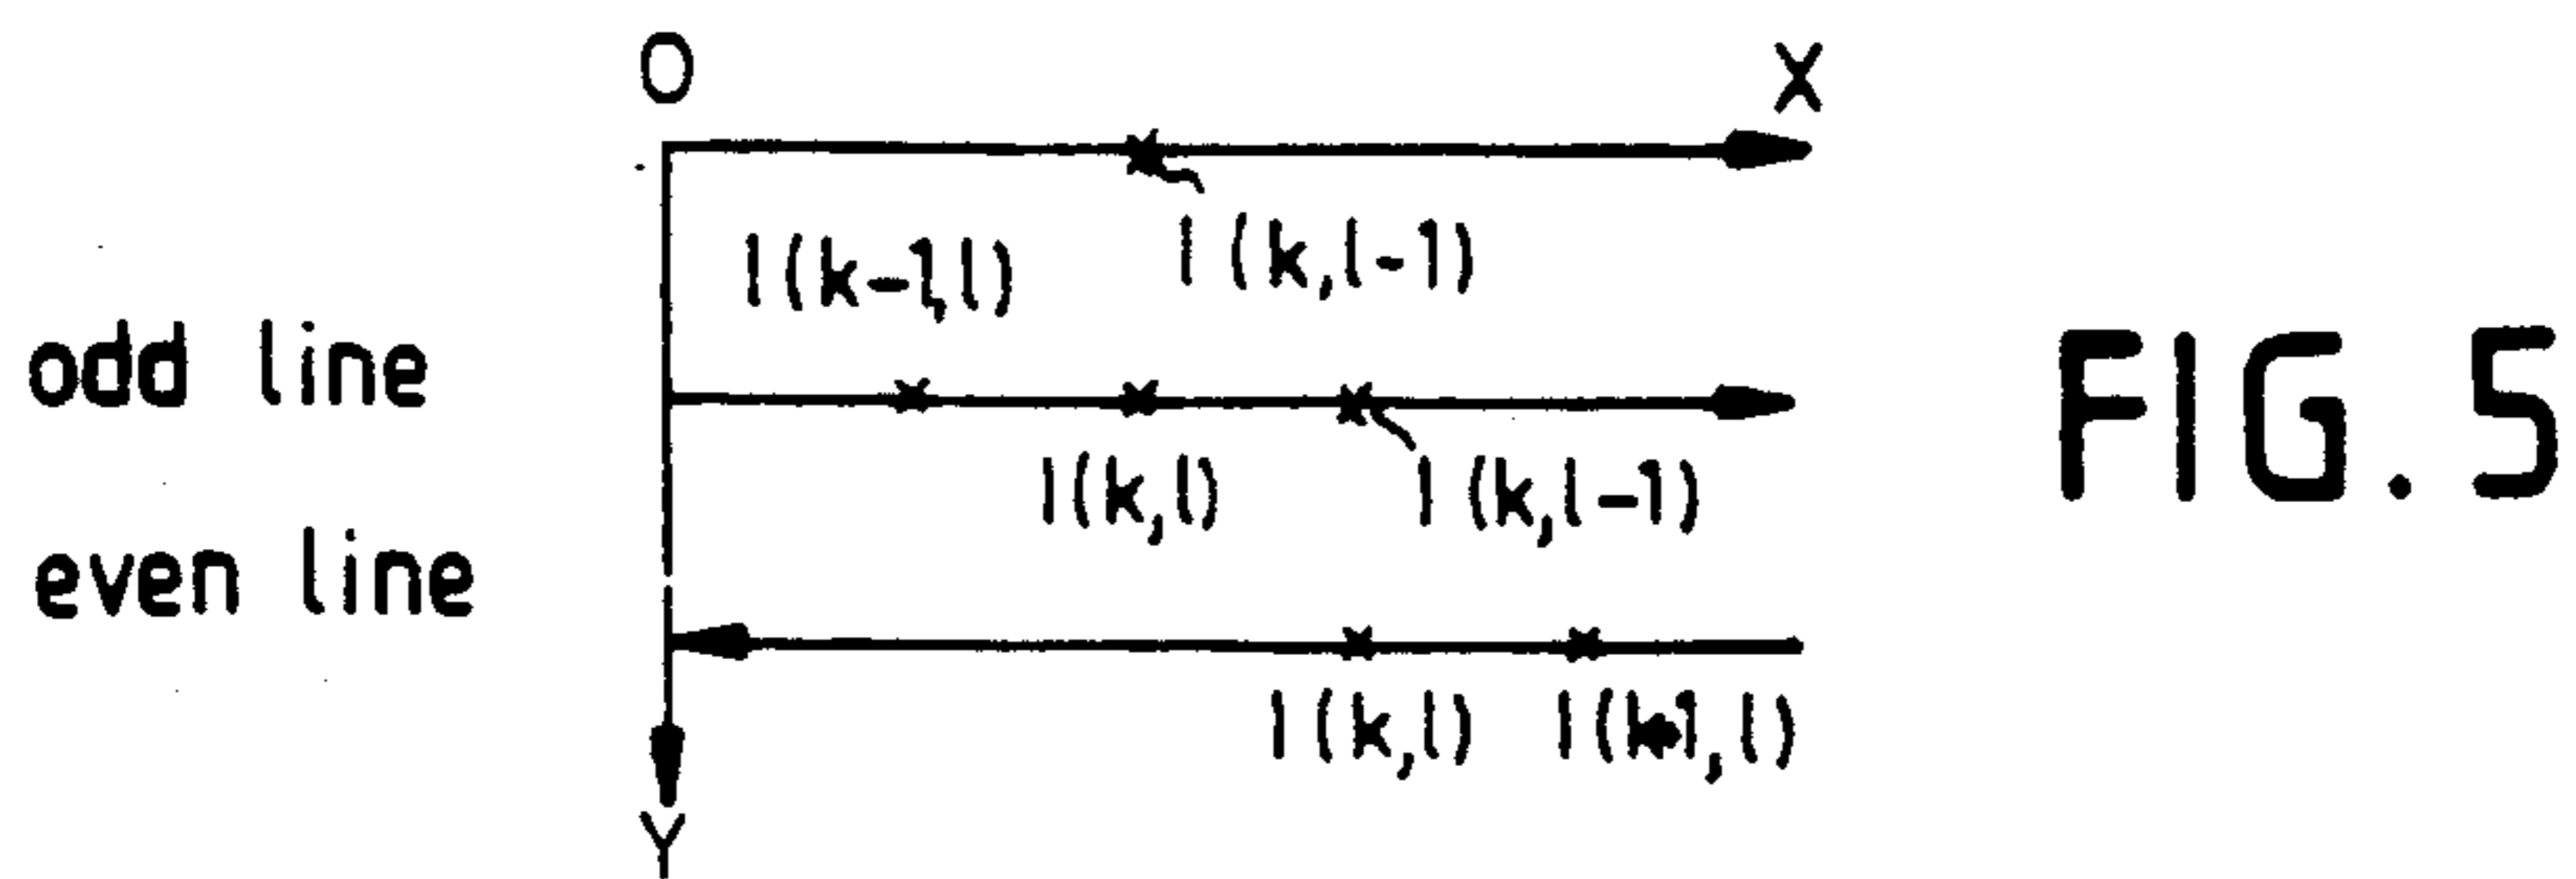 O X
I(k-1,l) I(k,l-1)
odd line
I(k,l) I(k,l-1)
even line
I(k,l) I(k+1,l)
Y
FIG.5